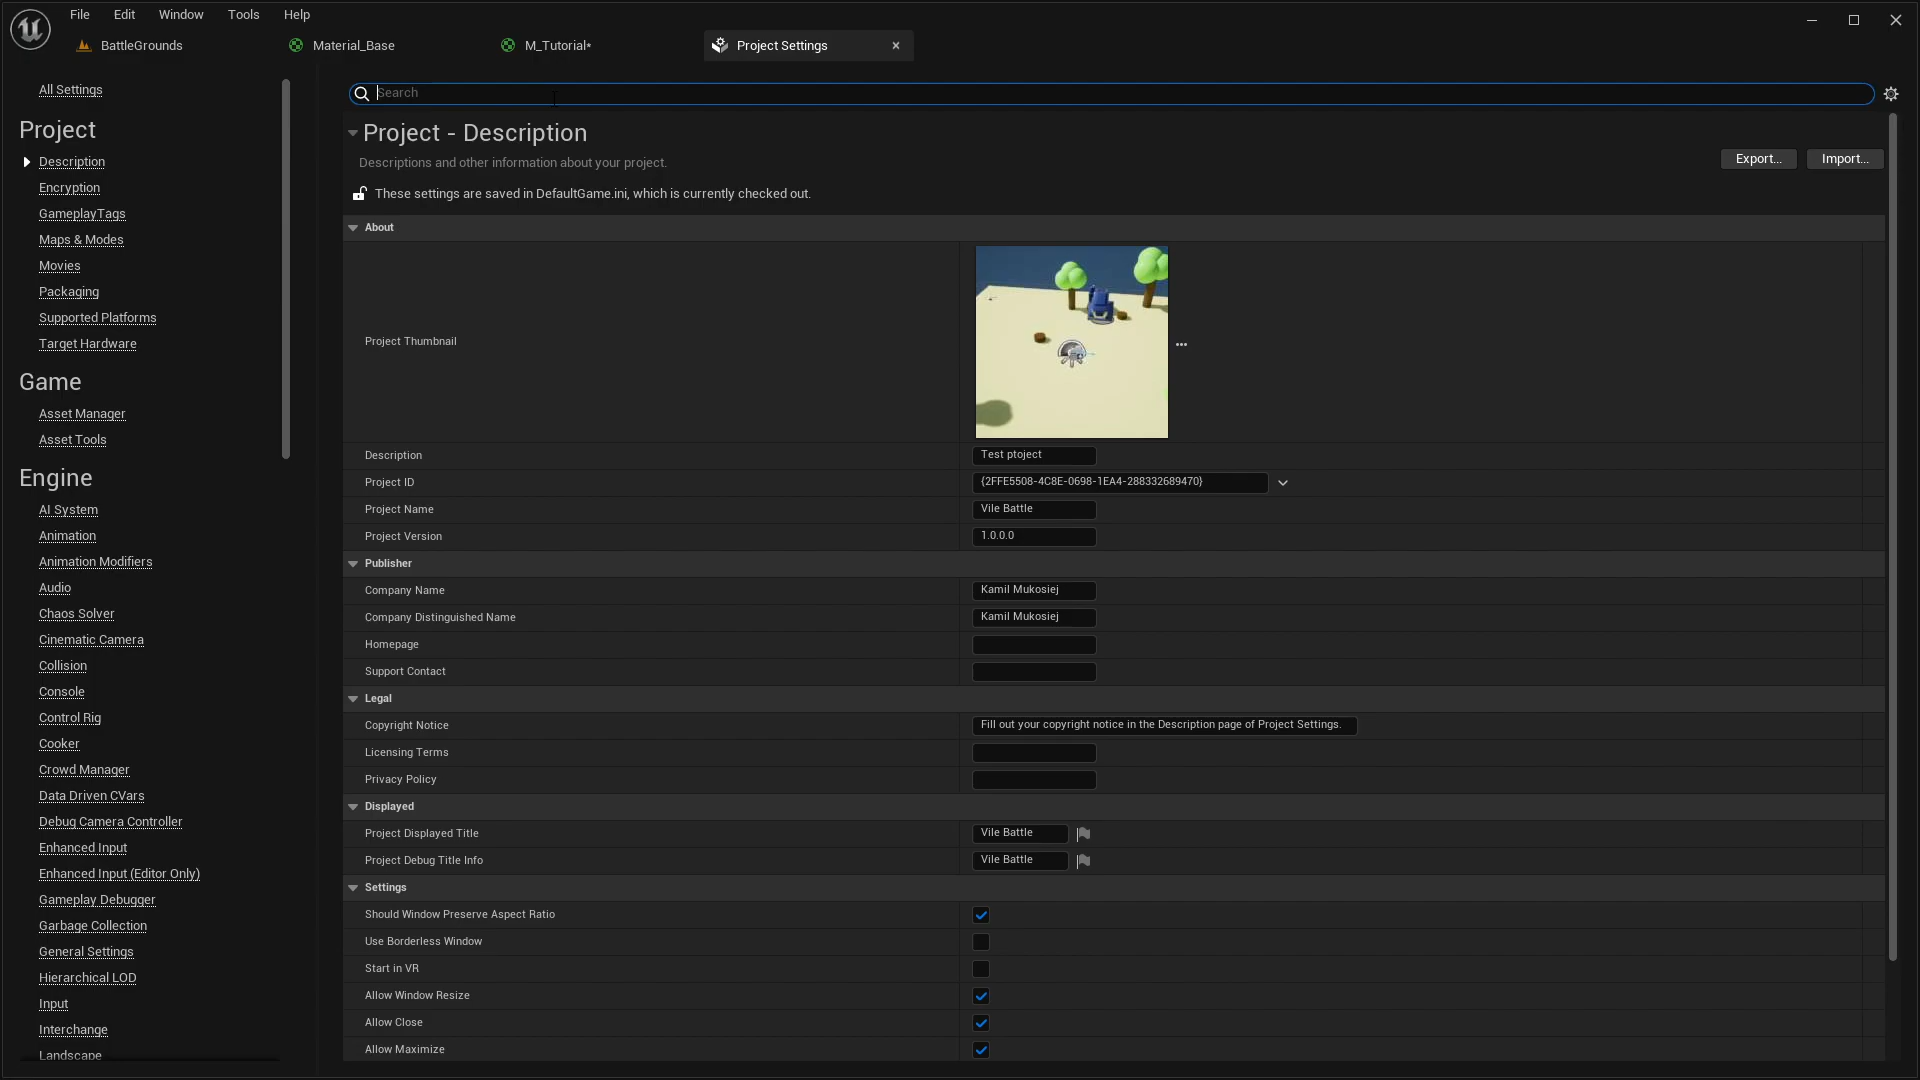 File Edit Window Tools Help
BattleGrounds Material_Base M_Tutorial* Project Settings
All Settings
Project
Description
Encryption
GameplayTags
Maps & Modes
Movies
Packaging
Supported Platforms
Target Hardware
Game
Asset Manager
Asset Tools
Engine
AI System
Animation
Animation Modifiers
Audio
Chaos Solver
Cinematic Camera
Collision
Console
Control Rig
Cooker
Crowd Manager
Data Driven CVars
Debug Camera Controller
Enhanced Input
Enhanced Input (Editor Only)
Gameplay Debugger
Garbage Collection
General Settings
Hierarchical LOD
Input
Interchange
Landscape
Search
Project - Description
Descriptions and other information about your project.
Export... Import...
These settings are saved in DefaultGame.ini, which is currently checked out.
About
Project Thumbnail
Description Test ptoject
Project ID {2FFE5508-4C8E-0698-1EA4-288332689470}
Project Name Vile Battle
Project Version 1.0.0.0
Publisher
Company Name Kamil Mukosiej
Company Distinguished Name Kamil Mukosiej
Homepage
Support Contact
Legal
Copyright Notice Fill out your copyright notice in the Description page of Project Settings.
Licensing Terms
Privacy Policy
Displayed
Project Displayed Title Vile Battle
Project Debug Title Info Vile Battle
Settings
Should Window Preserve Aspect Ratio
Use Borderless Window
Start in VR
Allow Window Resize
Allow Close
Allow Maximize